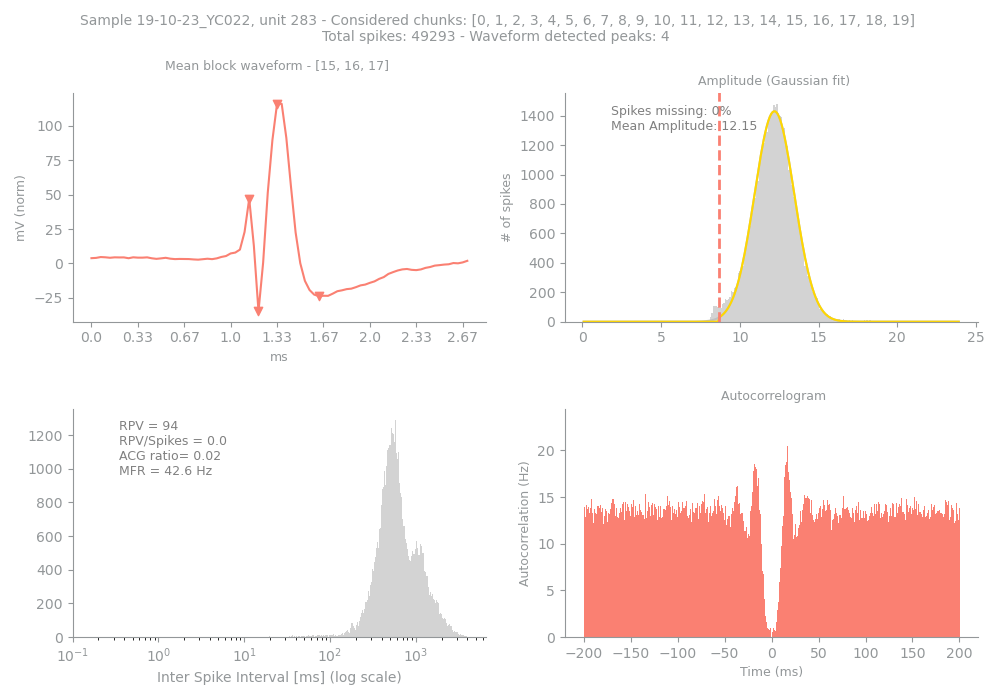 Sample 19-10-23_YC022, unit 283 - Considered chunks: [0, 1, 2, 3, 4, 5, 6, 7, 8, 9, 10, 11, 12, 13, 14, 15, 16, 17, 18, 19]
Total spikes: 49293 - Waveform detected peaks: 4
Mean block waveform - [15, 16, 17]
100
75
50
25
0
−25
mV (norm)
0.0 0.33 0.67 1.0 1.33 1.67 2.0 2.33 2.67
ms
Amplitude (Gaussian fit)
Spikes missing: 0%
Mean Amplitude: 12.15
1400
1200
1000
800
600
400
200
0
# of spikes
0 5 10 15 20 25
RPV = 94
RPV/Spikes = 0.0
ACG ratio= 0.02
MFR = 42.6 Hz
1200
1000
800
600
400
200
0
10⁻¹ 10⁰ 10¹ 10² 10³
Inter Spike Interval [ms] (log scale)
Autocorrelogram
20
15
10
5
0
Autocorrelation (Hz)
−200 −150 −100 −50 0 50 100 150 200
Time (ms)